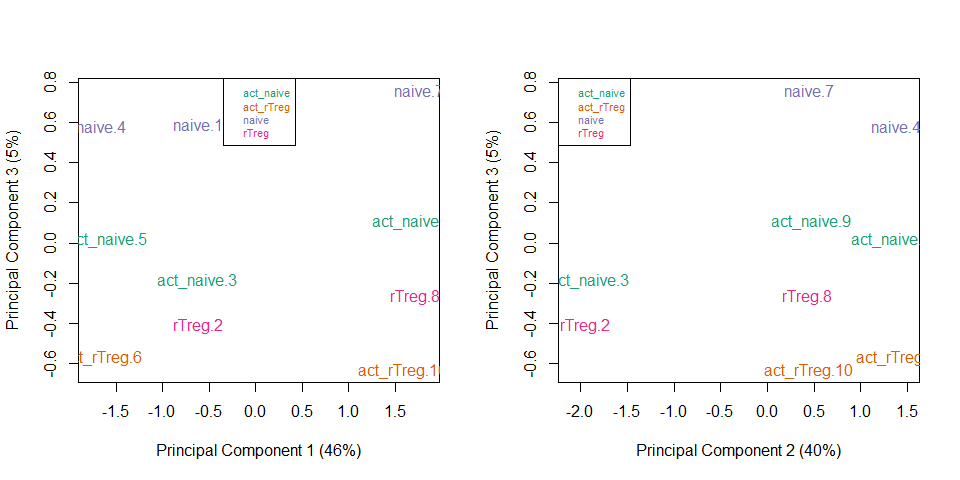 0.8
0.6
0.4
0.2
0.0
-0.2
-0.4
-0.6
Principal Component 3 (5%)
act_naive
act_rTreg
naive
rTreg
naive.7
naive.4
naive.1
act_naive
ct_naive.5
act_naive.3
rTreg.8
rTreg.2
t_rTreg.6
act_rTreg.1
-1.5 -1.0 -0.5 0.0 0.5 1.0 1.5
Principal Component 1 (46%)
0.8
0.6
0.4
0.2
0.0
-0.2
-0.4
-0.6
Principal Component 3 (5%)
act_naive
act_rTreg
naive
rTreg
naive.7
naive.4
act_naive.9
act_naive
ct_naive.3
rTreg.8
rTreg.2
act_rTreg
act_rTreg.10
-2.0 -1.5 -1.0 -0.5 0.0 0.5 1.0 1.5
Principal Component 2 (40%)